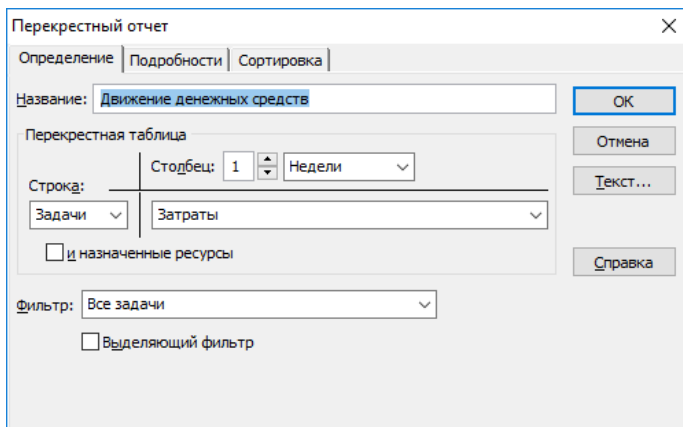 Перекрестный отчет
Определение Подробности Сортировка
Название: Движение денежных средств
ОК
Перекрестная таблица
Отмена
Столбец: 1 Недели
Текст...
Строка:
Задачи Затраты
и назначенные ресурсы
Справка
Фильтр: Все задачи
Выделяющий фильтр